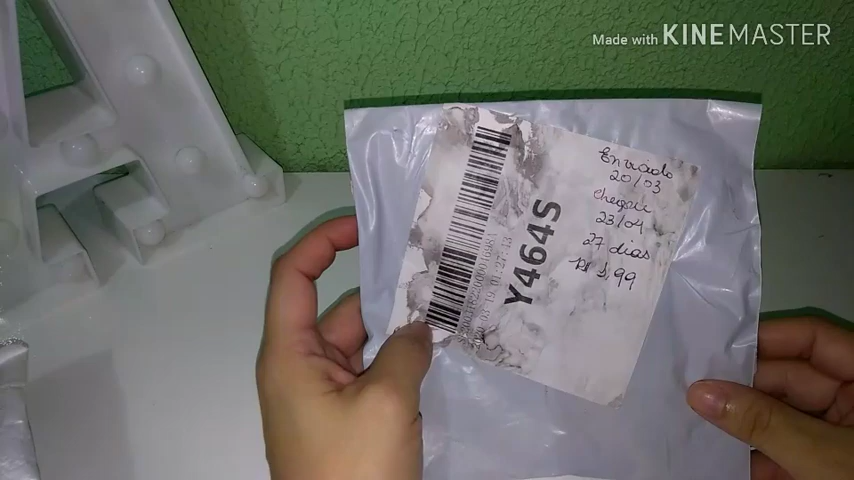 Made with KINEMASTER
Y464S
Enviado
20/03
chegou
23/04
27 dias